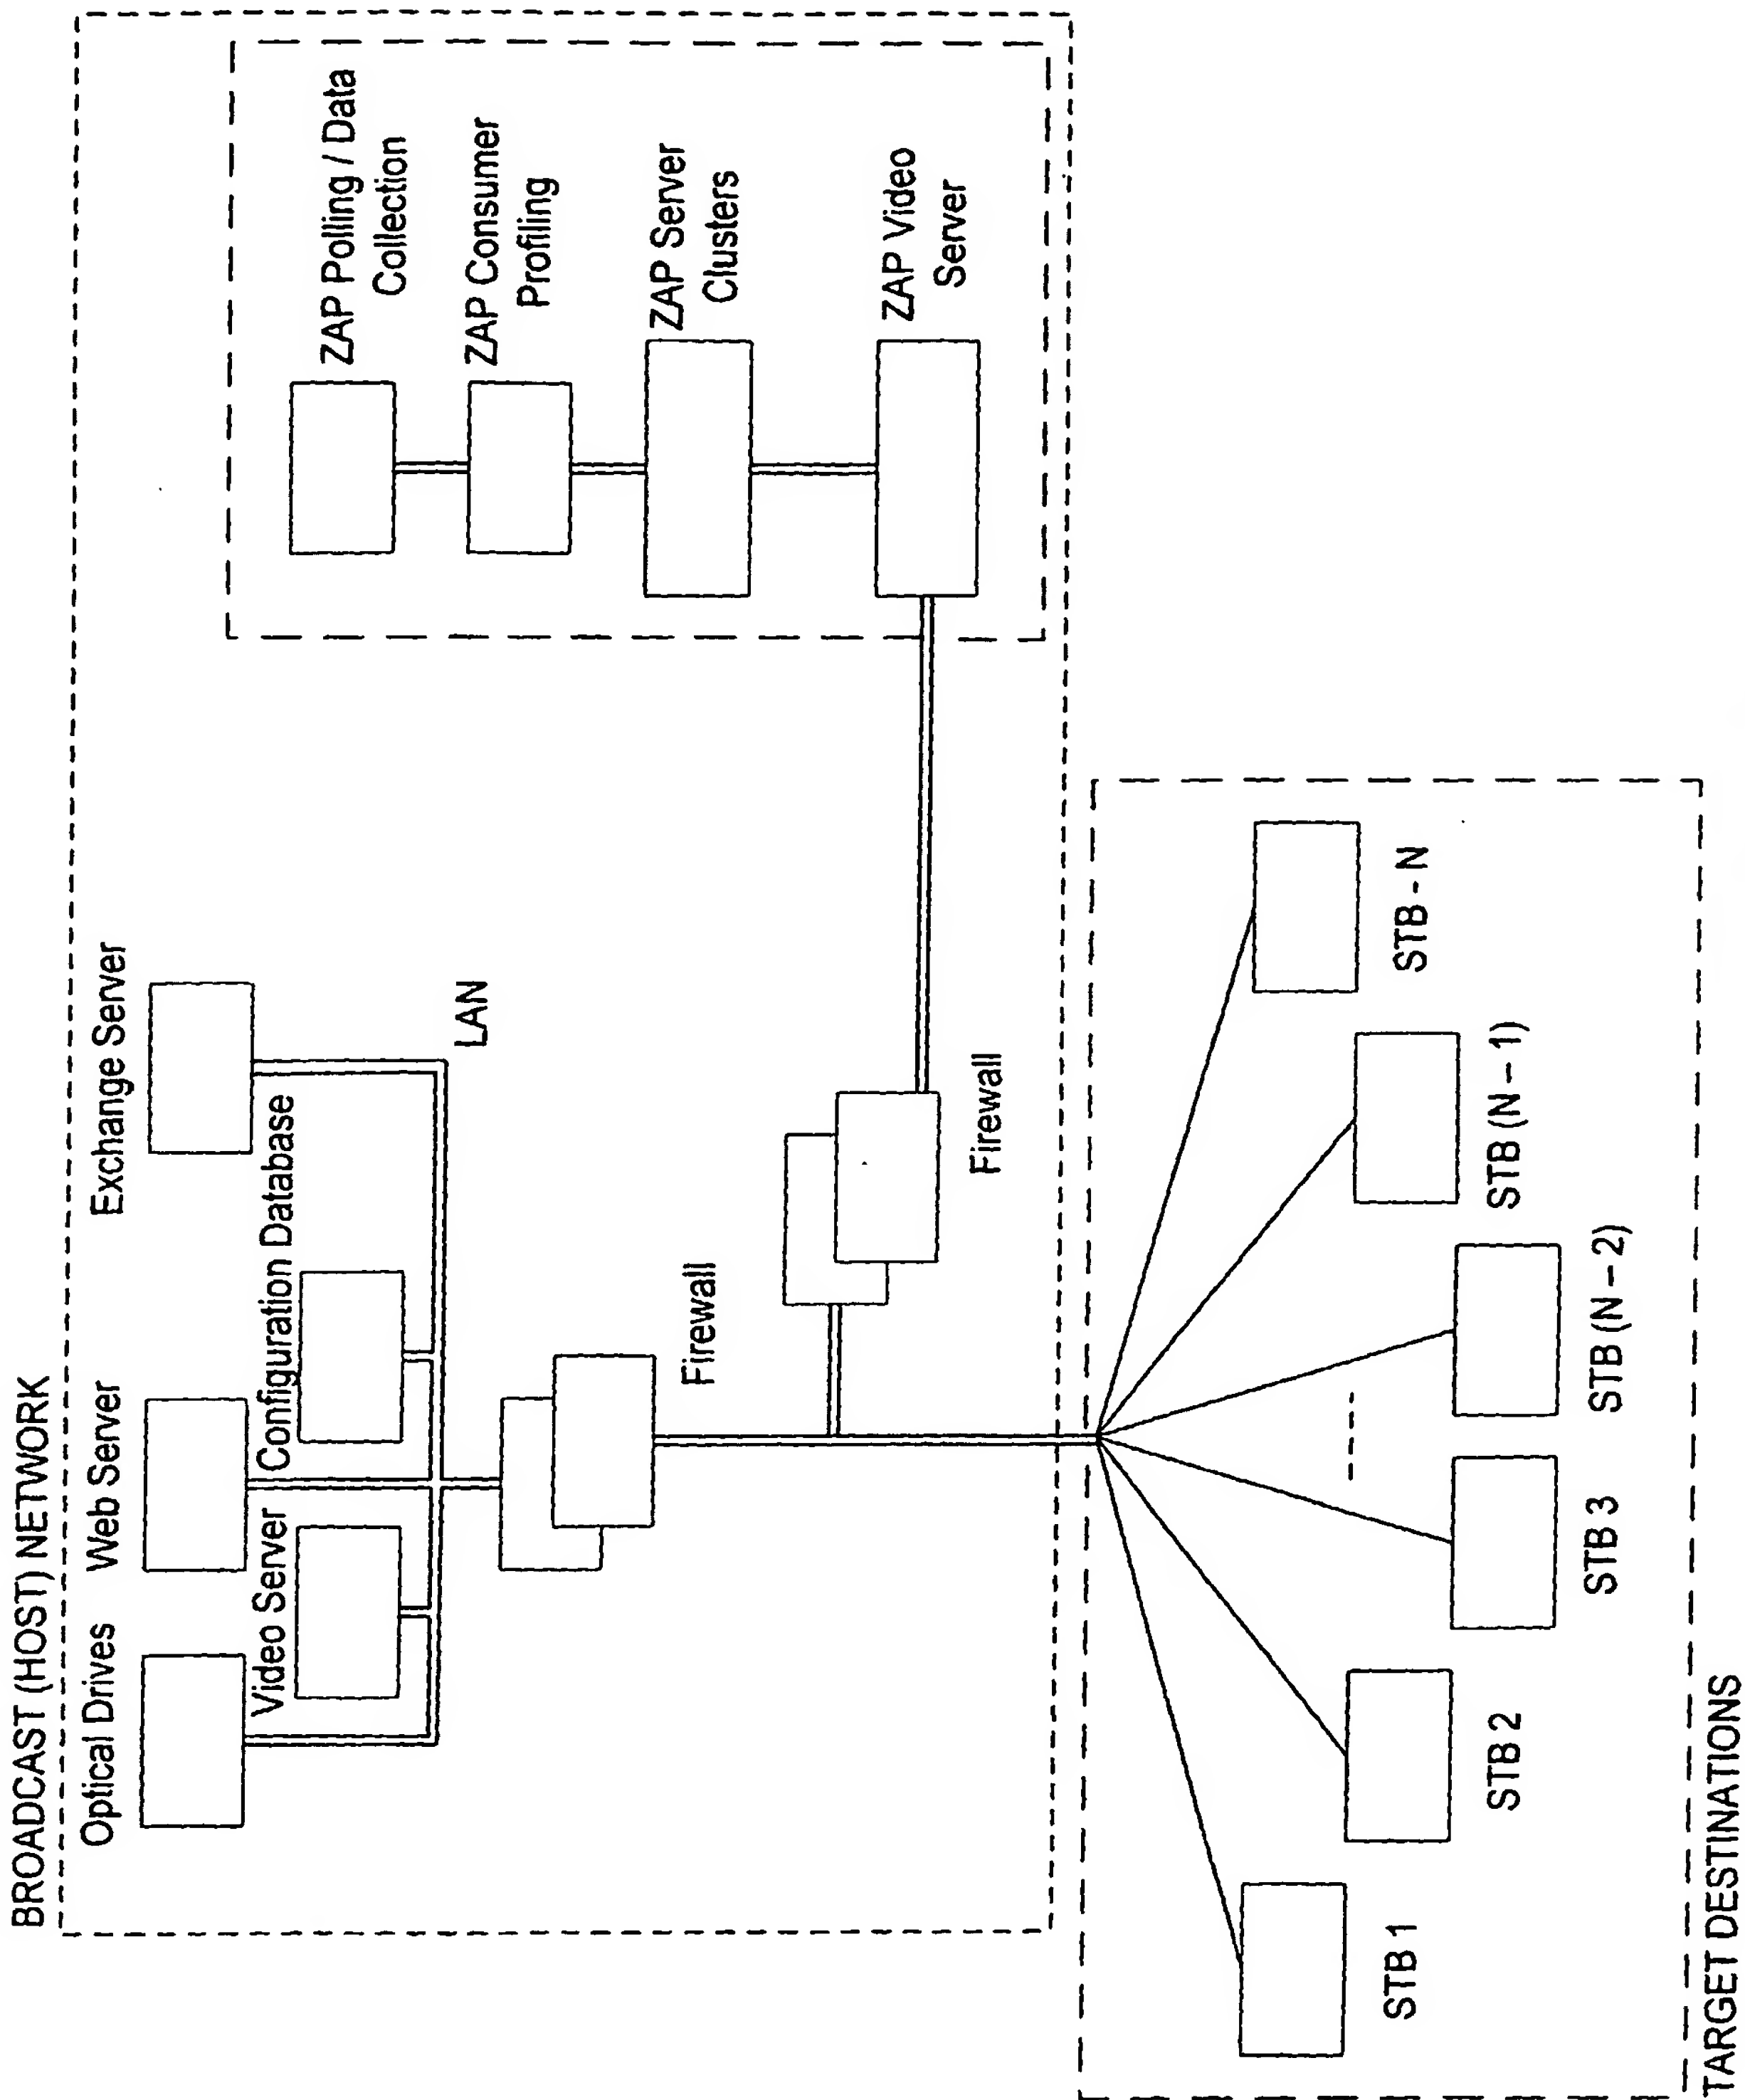 BROADCAST (HOST) NETWORK
Optical Drives
Web Server
Exchange Server
Video Server
Configuration Database
LAN
Firewall
Firewall
ZAP Polling / Data
Collection
ZAP Consumer
Profiling
ZAP Server
Clusters
ZAP Video
Server
STB 1
STB 2
STB 3
STB (N – 2)
STB (N – 1)
STB - N
TARGET DESTINATIONS